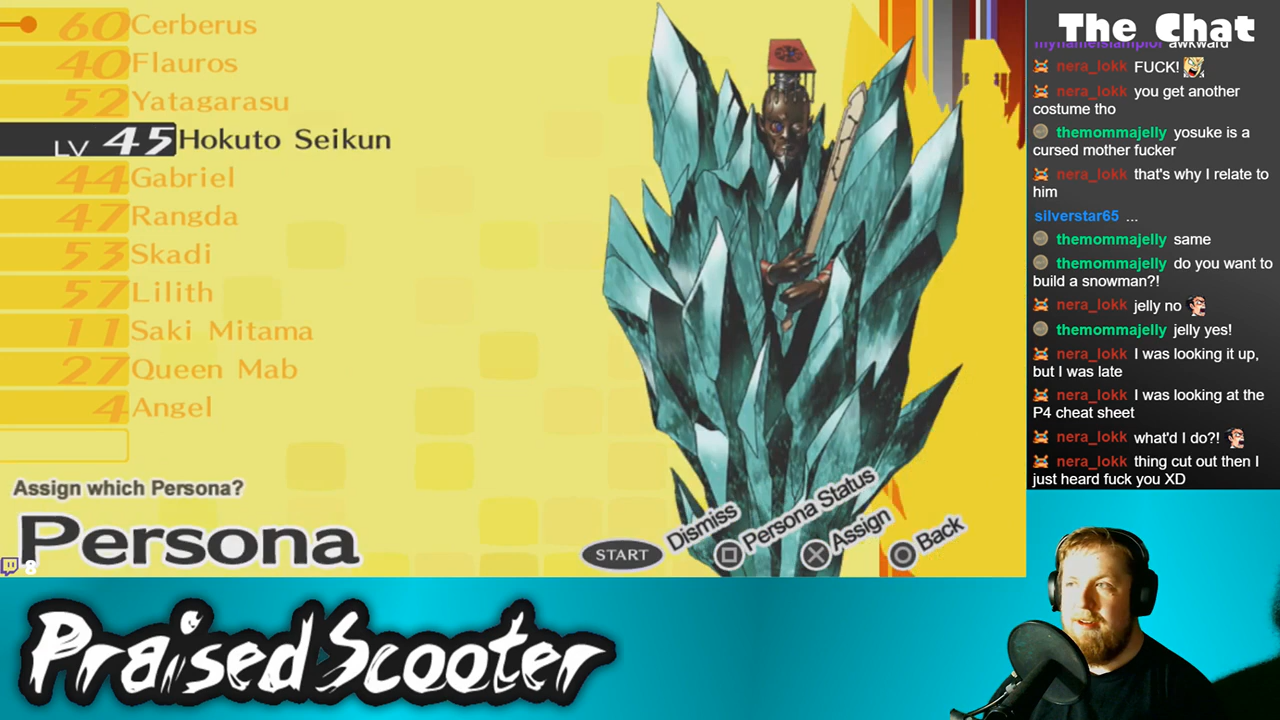 60 Cerberus
40 Flauros
52 Yatagarasu
LV 45 Hokuto Seikun
44 Gabriel
47 Rangda
53 Skadi
57 Lilith
11 Saki Mitama
27 Queen Mab
4 Angel
Assign which Persona?
Persona
START Dismiss
Persona Status
Assign
Back
8
PraisedScooter
The Chat
awkward
nera_lokk FUCK!
nera_lokk you get another
costume tho
themommajelly yosuke is a
cursed mother fucker
nera_lokk that's why I relate to
him
silverstar65 ...
themommajelly same
themommajelly do you want to
build a snowman?!
nera_lokk jelly no
themommajelly jelly yes!
nera_lokk I was looking it up,
but I was late
nera_lokk I was looking at the
P4 cheat sheet
nera_lokk what'd I do?!
nera_lokk thing cut out then I
just heard fuck you XD